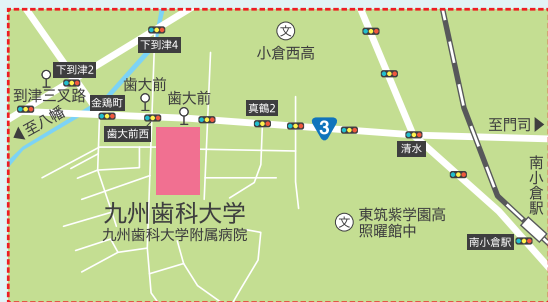 下到津4
文
小倉西高
下到津2
歯大前
到津三叉路
金鶏町
歯大前
真鶴2
至八幡
歯大前西
3
至門司
清水
南小倉駅
九州歯科大学
九州歯科大学附属病院
文
東筑紫学園高
照曜館中
南小倉駅